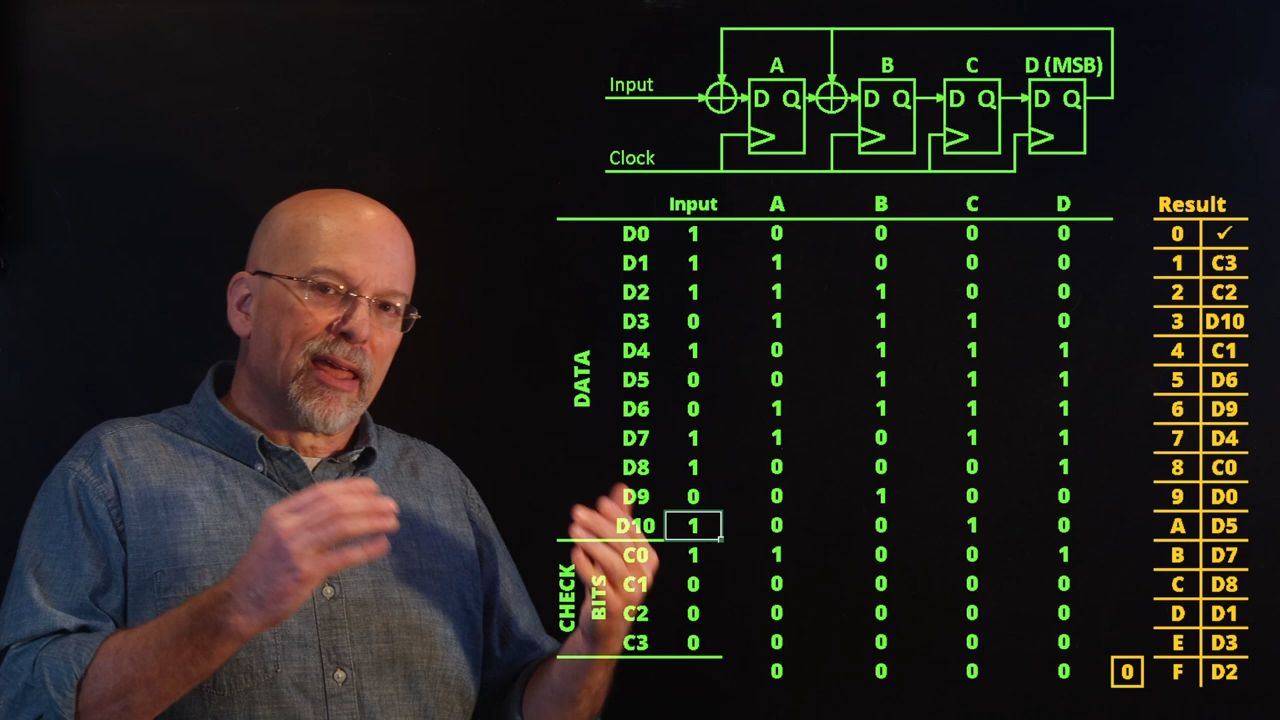 A B C D (MSB)
Input D Q D Q D Q D Q
Clock
Input A B C D Result
D0 1 0 0 0 0 0 ✓
D1 1 1 0 0 0 1 C3
D2 1 1 1 0 0 2 C2
D3 0 1 1 1 0 3 D10
D4 1 0 1 1 1 4 C1
D5 0 0 1 1 1 5 D6
D6 0 1 1 1 1 6 D9
D7 1 1 0 1 1 7 D4
D8 1 0 0 0 1 8 C0
D9 0 0 1 0 0 9 D0
D10 1 0 0 1 0 A D5
C0 1 1 0 0 1 B D7
C1 0 0 0 0 0 C D8
C2 0 0 0 0 0 D D1
C3 0 0 0 0 0 E D3
0 0 0 0 0 F D2
DATA
CHECK
BITS